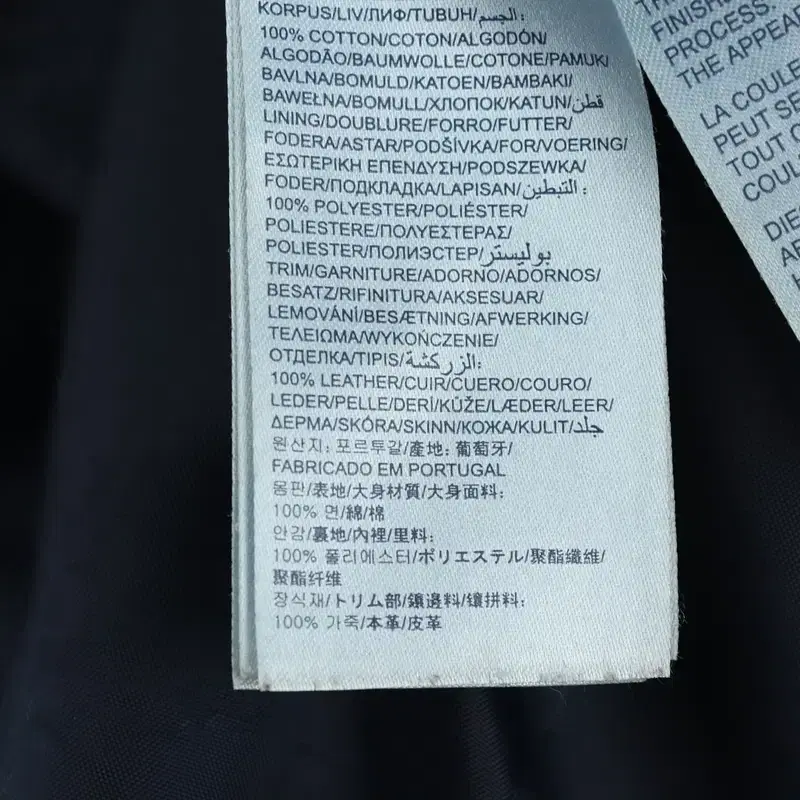 KORPUS/LIV/ЛИФ/TUBUH/الجسم:
100% COTTON/COTON/ALGODÓN/
ALGODÃO/BAUMWOLLE/COTONE/PAMUK/
BAVLNA/BOMULD/KATOEN/BAMBAKI/
BAWEŁNA/BOMULL/ХЛОПОК/KATUN/قطن
LINING/DOUBLURE/FORRO/FUTTER/
FODERA/ASTAR/PODŠÍVKA/FOR/VOERING/
ΕΣΩΤΕΡΙΚΗ ΕΠΕΝΔΥΣΗ/PODSZEWKA/
FODER/ПОДКЛАДКА/LAPISAN/التبطين:
100% POLYESTER/POLIÉSTER/
POLIESTERE/ΠΟΛΥΕΣΤΕΡΑΣ/
POLIESTER/ПОЛИЭСТЕР/بوليستر
TRIM/GARNITURE/ADORNO/ADORNOS/
BESATZ/RIFINITURA/AKSESUAR/
LEMOVÁNÍ/BESÆTNING/AFWERKING/
ΤΕΛΕΙΩΜΑ/WYKOŃCZENIE/
ОТДЕЛКА/TIPIS/الزركشة:
100% LEATHER/CUIR/CUERO/COURO/
LEDER/PELLE/DERİ/KŮŽE/LÆDER/LEER/
ΔΕΡΜΑ/SKÓRA/SKINN/КОЖА/KULIT/جلد
원산지: 포르투갈/產地: 葡萄牙/
FABRICADO EM PORTUGAL
몸판/表地/大身材質/大身面料:
100% 면/綿/棉
안감/裏地/內裡/里料:
100% 폴리에스터/ポリエステル/聚酯纖維/
聚酯纤维
장식재/トリム部/鑲邊料/镶拼料:
100% 가죽/本革/皮革
FINISH
PROCESS.
THE APPEA
LA COULE
PEUT SE
TOUT
COUL
DIE